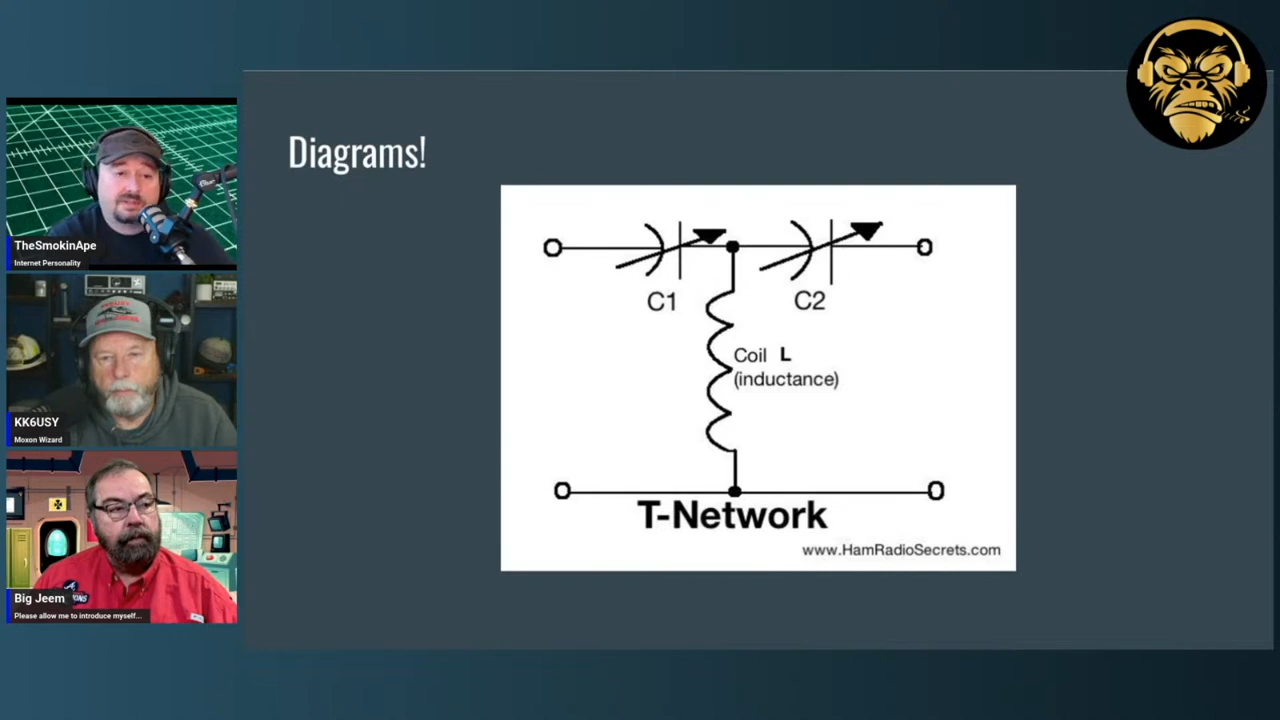 Diagrams!
TheSmokinApe
Internet Personality
KK6USY
Moxon Wizard
Big Jeem
Please allow me to introduce myself...
C1
C2
Coil L
(inductance)
T-Network
www.HamRadioSecrets.com